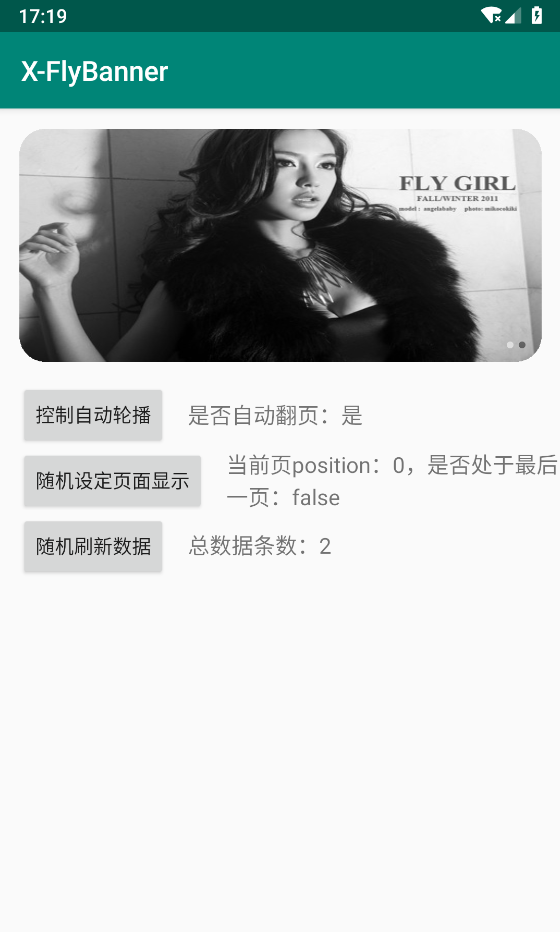 17:19
X-FlyBanner
FLY GIRL
FALL/WINTER 2011
model : angelababy photo: mikocokiki
控制自动轮播
是否自动翻页：是
随机设定页面显示
当前页position：0，是否处于最后
一页：false
随机刷新数据
总数据条数：2